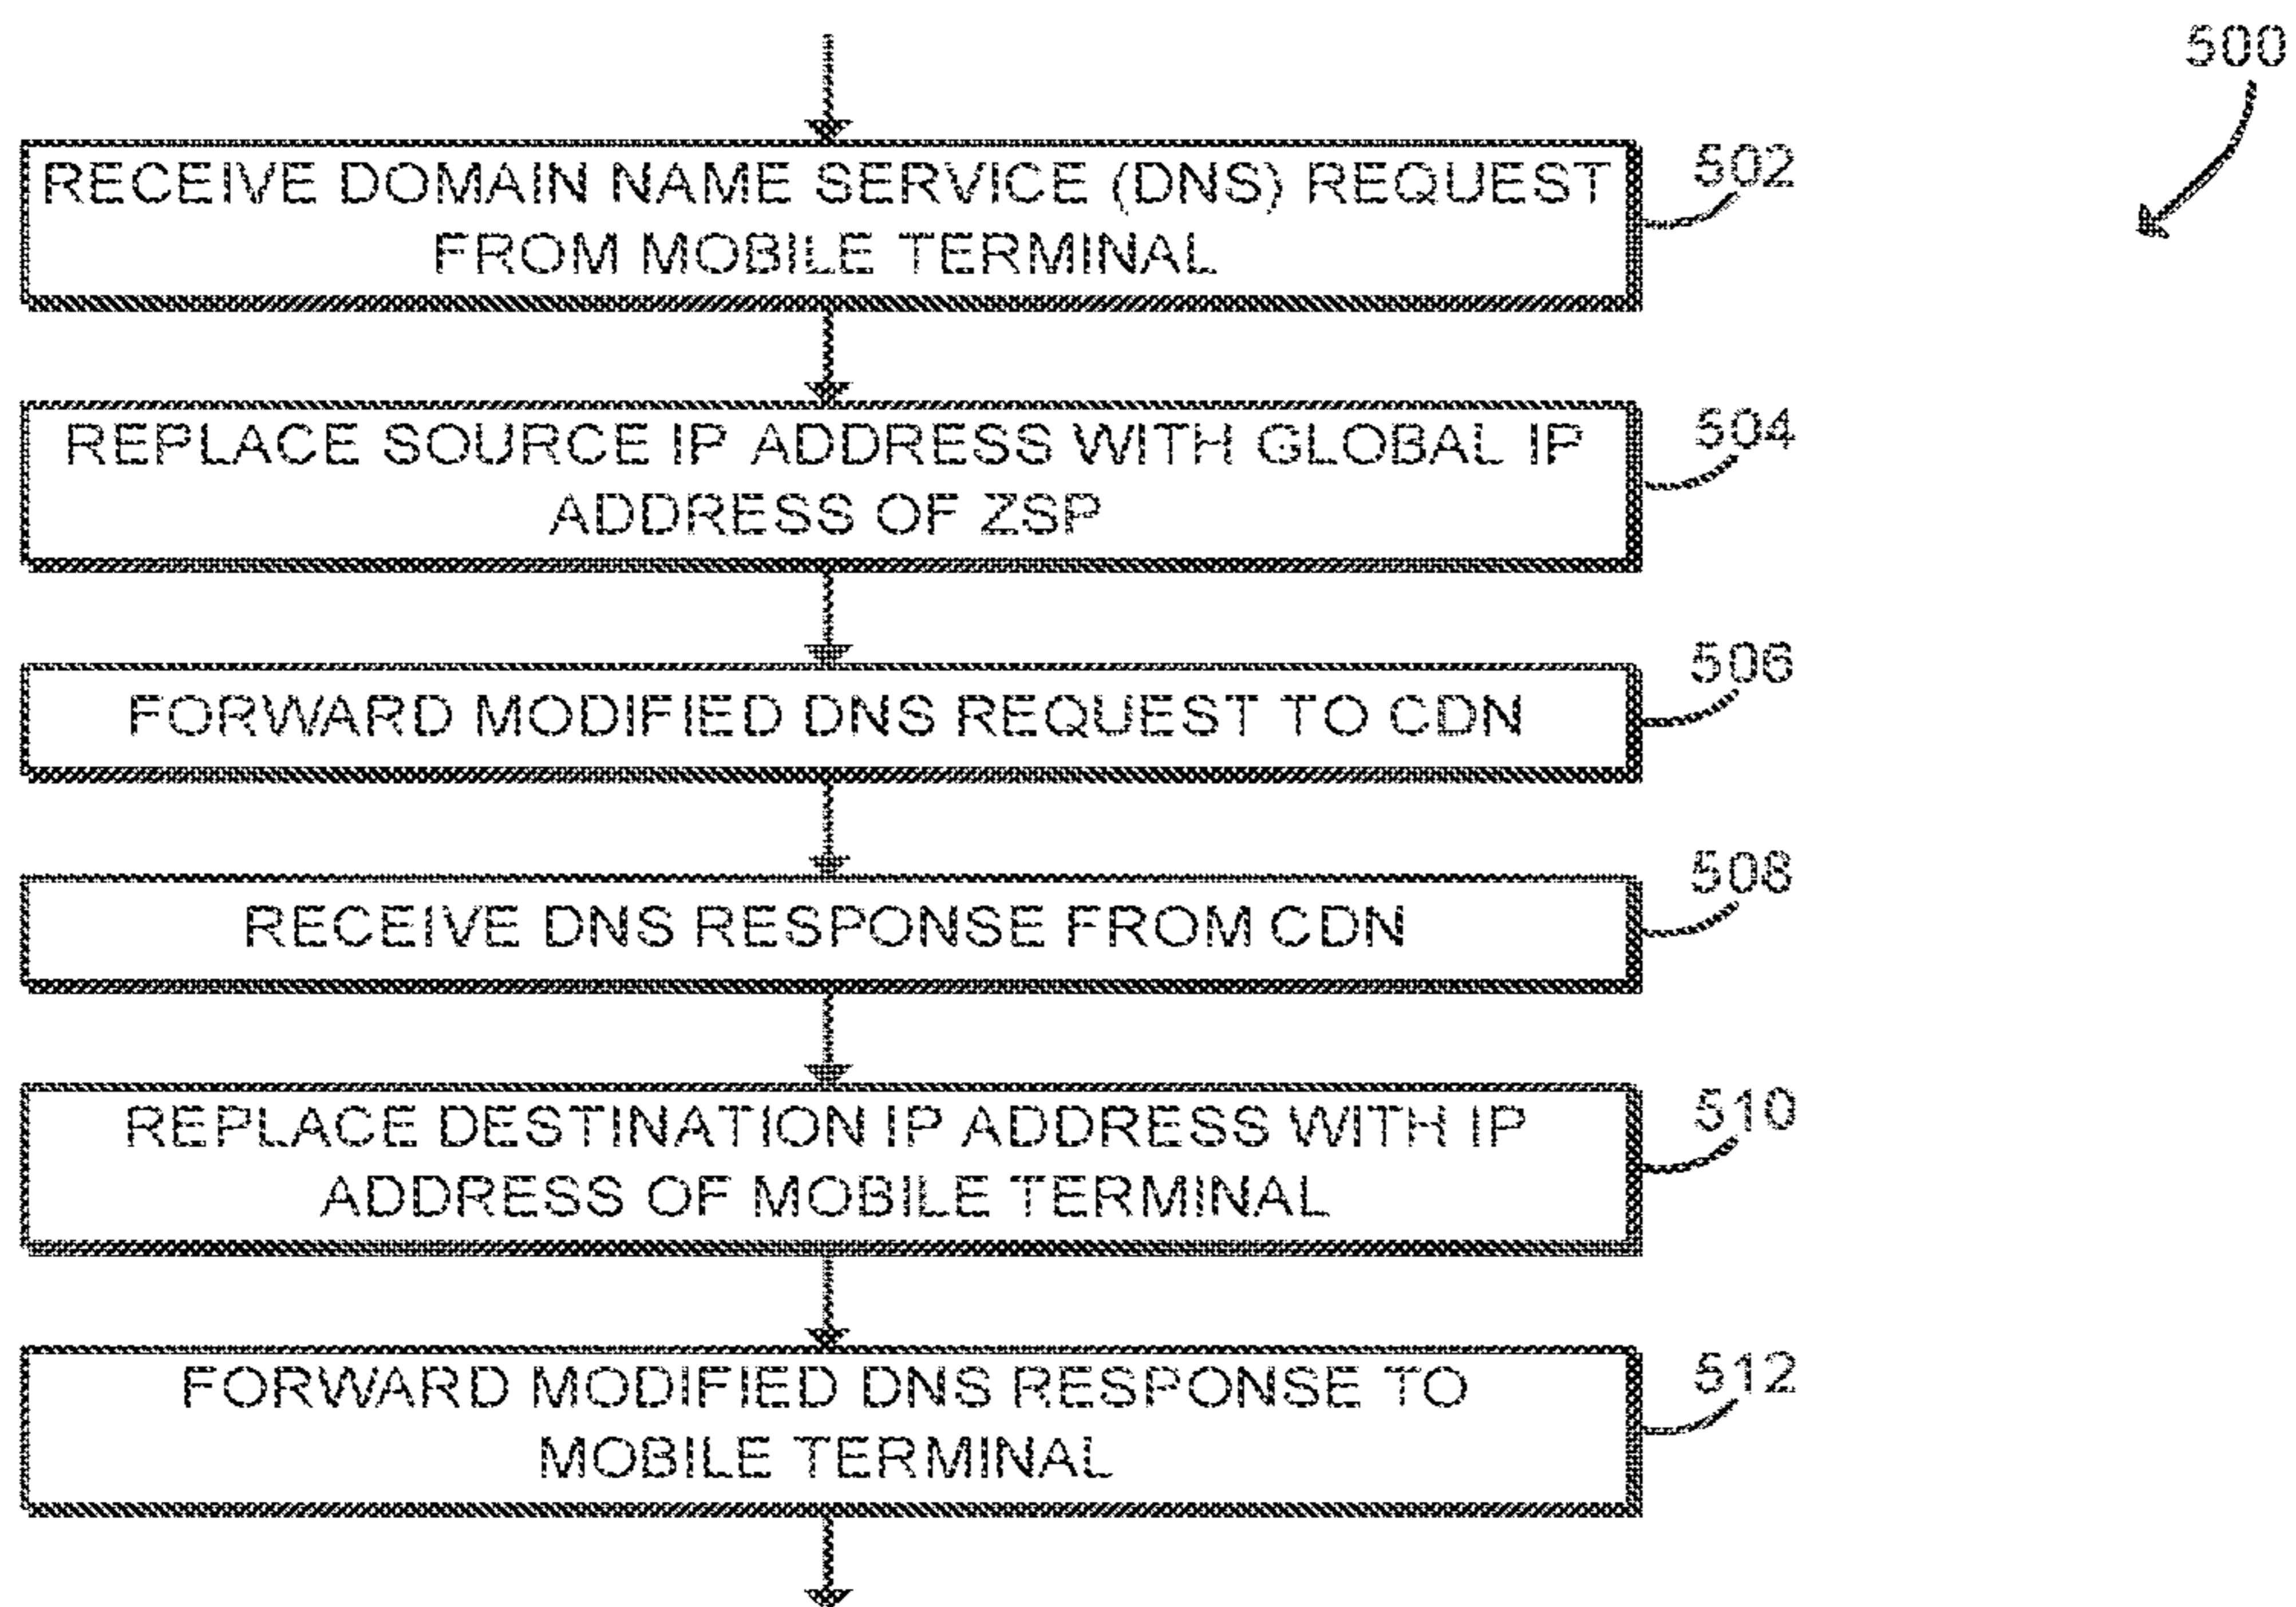 500
RECEIVE DOMAIN NAME SERVICE (DNS) REQUEST
FROM MOBILE TERMINAL
502
REPLACE SOURCE IP ADDRESS WITH GLOBAL IP
ADDRESS OF ZSP
504
FORWARD MODIFIED DNS REQUEST TO CDN
506
RECEIVE DNS RESPONSE FROM CDN
508
REPLACE DESTINATION IP ADDRESS WITH IP
ADDRESS OF MOBILE TERMINAL
510
FORWARD MODIFIED DNS RESPONSE TO
MOBILE TERMINAL
512